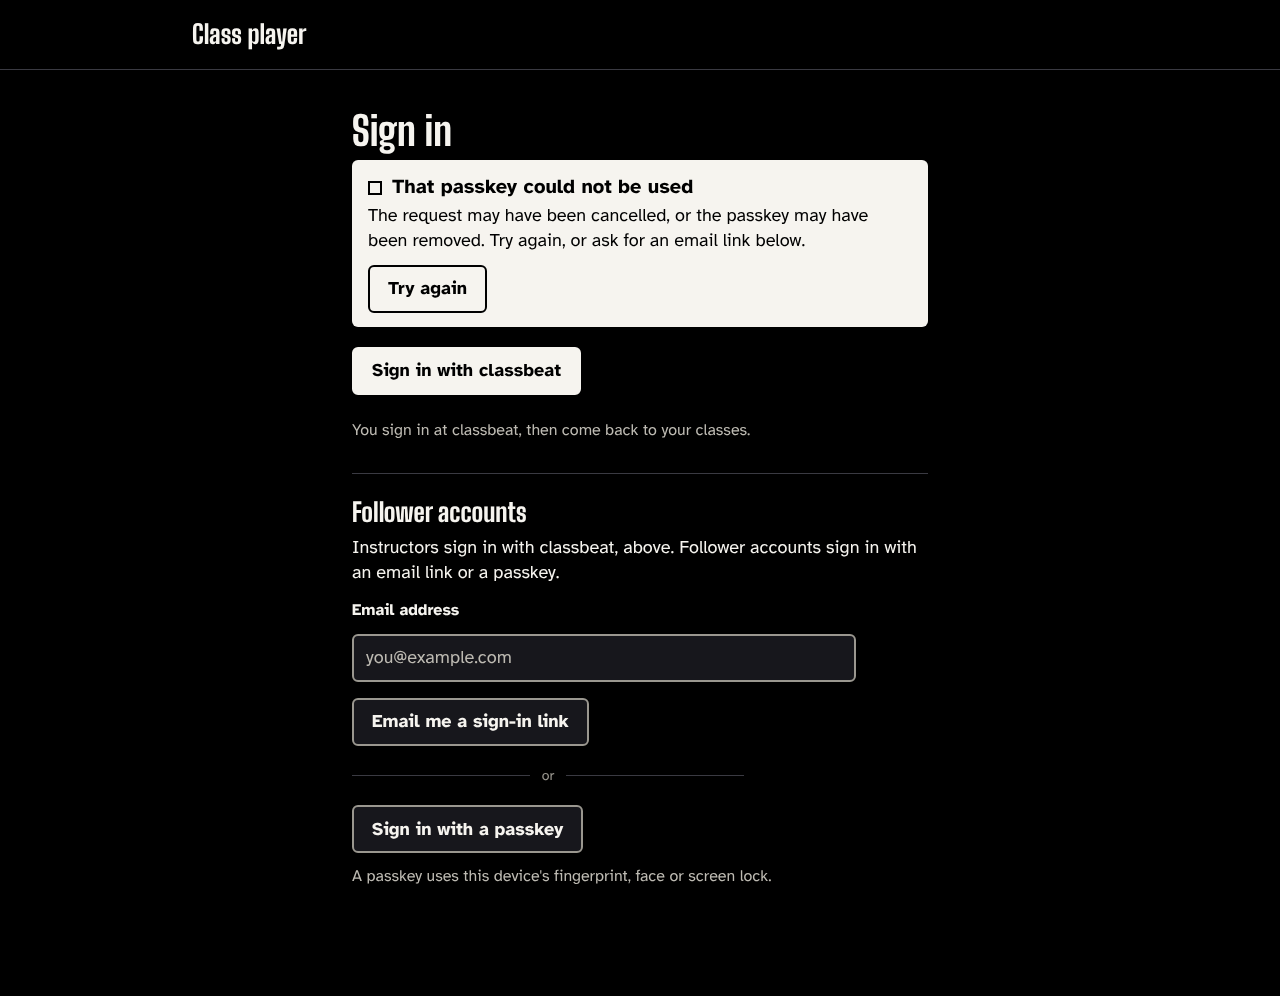 Class player
Sign in
That passkey could not be used
The request may have been cancelled, or the passkey may have
been removed. Try again, or ask for an email link below.
Try again
Sign in with classbeat
You sign in at classbeat, then come back to your classes.
Follower accounts
Instructors sign in with classbeat, above. Follower accounts sign in with
an email link or a passkey.
Email address
you@example.com
Email me a sign-in link
or
Sign in with a passkey
A passkey uses this device's fingerprint, face or screen lock.